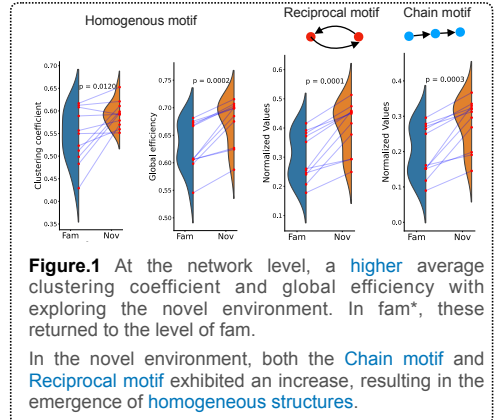 Homogenous motif
Reciprocal motif
Chain motif
Clustering coefficient
0.70
0.65
0.60
0.55
0.50
0.45
0.40
0.35
p = 0.0120
Fam
Nov
Global efficiency
0.75
0.70
0.65
0.60
0.55
0.50
p = 0.0002
Fam
Nov
Normalized Values
0.6
0.5
0.4
0.3
0.2
0.1
p = 0.0001
Fam
Nov
Normalized Values
0.4
0.3
0.2
0.1
0.0
p = 0.0003
Fam
Nov
Figure.1 At the network level, a higher average
clustering coefficient and global efficiency with
exploring the novel environment. In fam*, these
returned to the level of fam.
In the novel environment, both the Chain motif and
Reciprocal motif exhibited an increase, resulting in the
emergence of homogeneous structures.